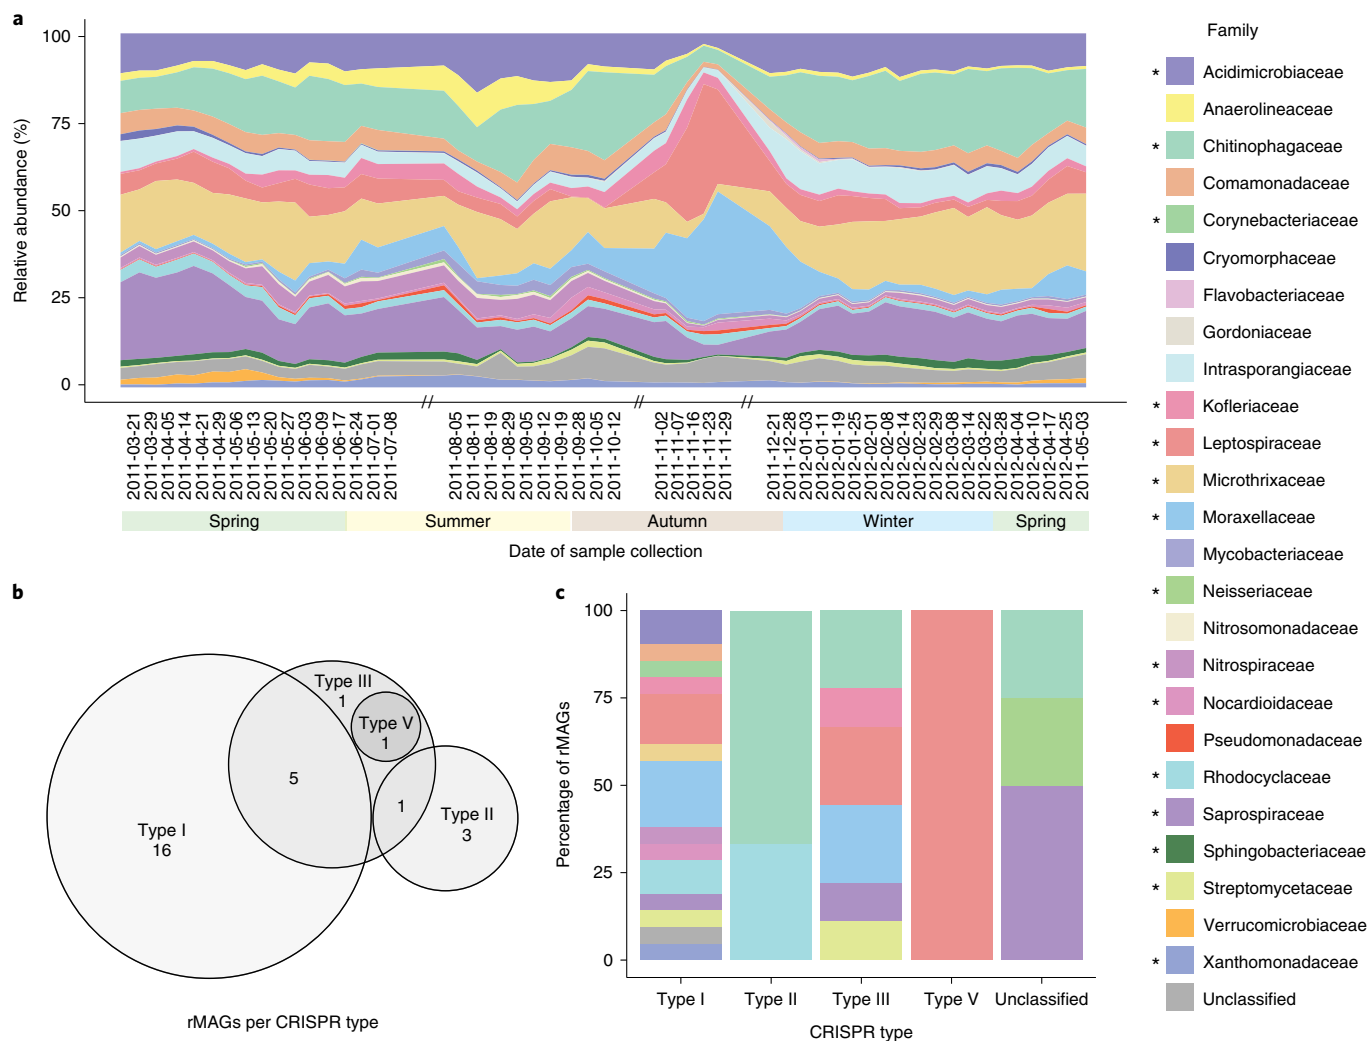 a
100
75
50
25
0
Relative abundance (%)
2011-03-21
2011-03-29
2011-04-05
2011-04-14
2011-04-21
2011-04-29
2011-05-06
2011-05-13
2011-05-20
2011-05-27
2011-06-03
2011-06-09
2011-06-17
2011-06-24
2011-07-01
2011-07-08
2011-08-05
2011-08-11
2011-08-19
2011-08-29
2011-09-05
2011-09-12
2011-09-19
2011-09-28
2011-10-05
2011-10-12
2011-11-02
2011-11-07
2011-11-16
2011-11-23
2011-11-29
2011-12-21
2011-12-28
2012-01-03
2012-01-11
2012-01-19
2012-01-25
2012-02-01
2012-02-08
2012-02-14
2012-02-23
2012-02-29
2012-03-08
2012-03-14
2012-03-22
2012-03-28
2012-04-04
2012-04-10
2012-04-17
2012-04-25
2011-05-03
Spring
Summer
Autumn
Winter
Spring
Date of sample collection
Family
* Acidimicrobiaceae
Anaerolineaceae
* Chitinophagaceae
Comamonadaceae
* Corynebacteriaceae
Cryomorphaceae
Flavobacteriaceae
Gordoniaceae
Intrasporangiaceae
* Kofleriaceae
* Leptospiraceae
* Microthrixaceae
* Moraxellaceae
Mycobacteriaceae
* Neisseriaceae
Nitrosomonadaceae
* Nitrospiraceae
* Nocardioidaceae
Pseudomonadaceae
* Rhodocyclaceae
* Saprospiraceae
* Sphingobacteriaceae
* Streptomycetaceae
Verrucomicrobiaceae
* Xanthomonadaceae
Unclassified
b
Type III
1
Type V
1
5
1
Type I
16
Type II
3
rMAGs per CRISPR type
c
100
75
50
25
0
Percentage of rMAGs
Type I
Type II
Type III
Type V
Unclassified
CRISPR type